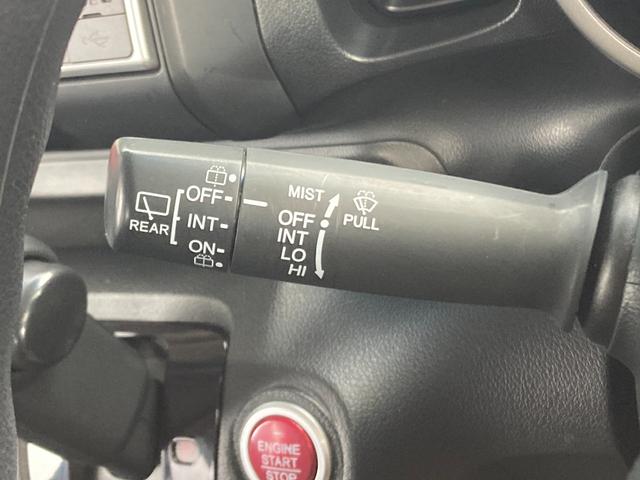 OFF
INT
ON
REAR
MIST
OFF
INT
LO
HI
PULL
ENGINE
START
STOP